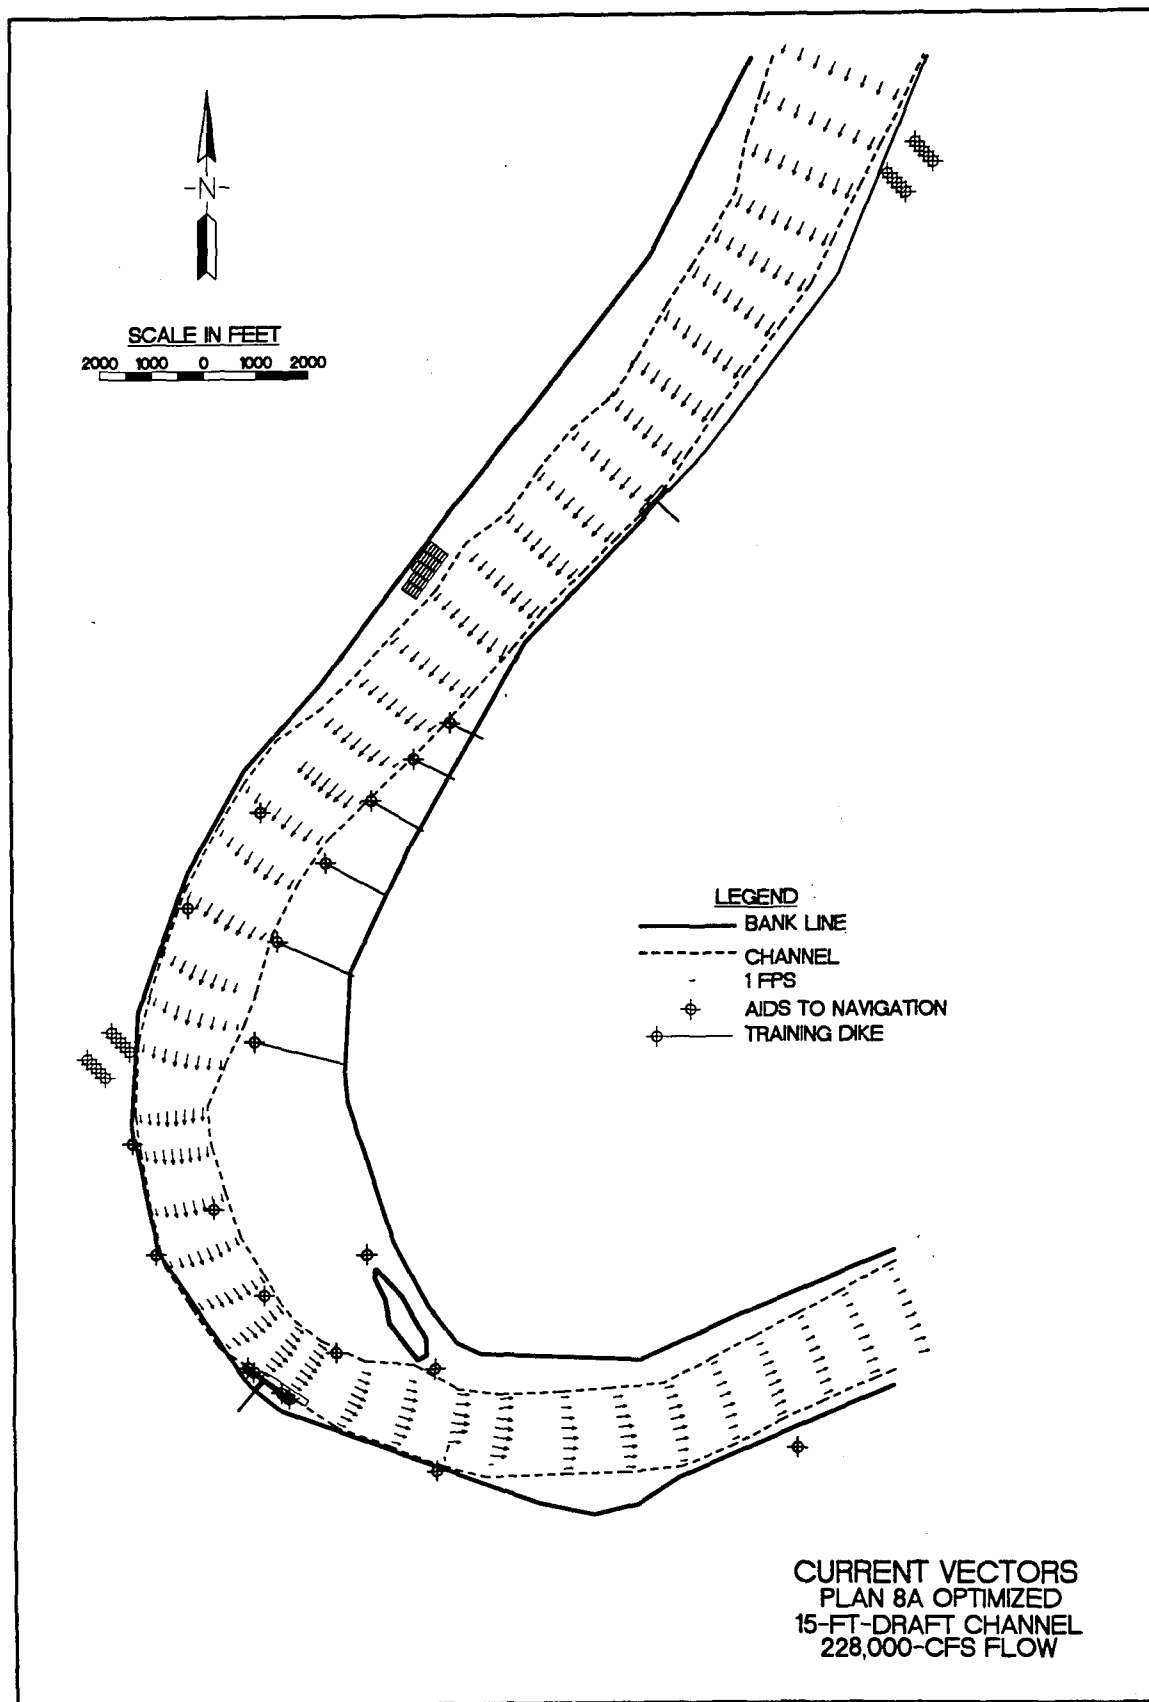 -N-
SCALE IN FEET
2000 1000 0 1000 2000
LEGEND
BANK LINE
CHANNEL
1 FPS
AIDS TO NAVIGATION
TRAINING DIKE
CURRENT VECTORS
PLAN 8A OPTIMIZED
15-FT-DRAFT CHANNEL
228,000-CFS FLOW